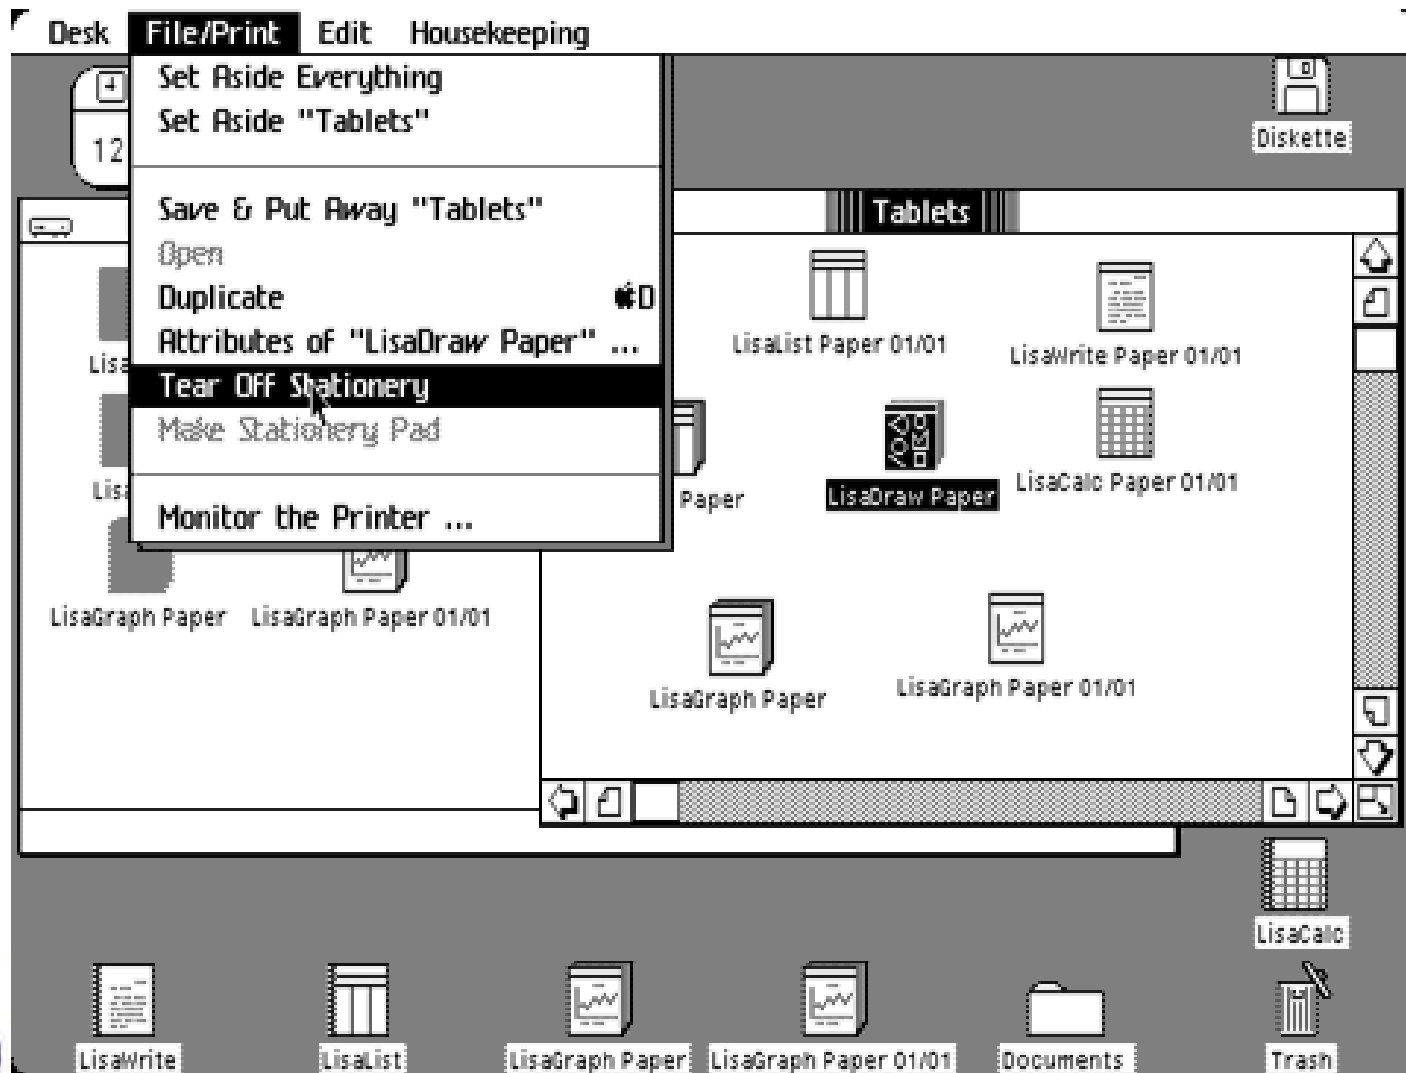 Desk File/Print Edit Housekeeping
Set Aside Everything
Set Aside "Tablets"
Save & Put Away "Tablets"
Open
Duplicate D
Attributes of "LisaDraw Paper" ...
Tear Off Stationery
Make Stationery Pad
Monitor the Printer ...
12
Diskette
Tablets
LisaList Paper 01/01
LisaWrite Paper 01/01
Lisa
Paper
LisaDraw Paper
LisaCalc Paper 01/01
Lis
LisaGraph Paper
LisaGraph Paper 01/01
LisaGraph Paper
LisaGraph Paper 01/01
LisaCalc
LisaWrite
LisaList
LisaGraph Paper
LisaGraph Paper 01/01
Documents
Trash